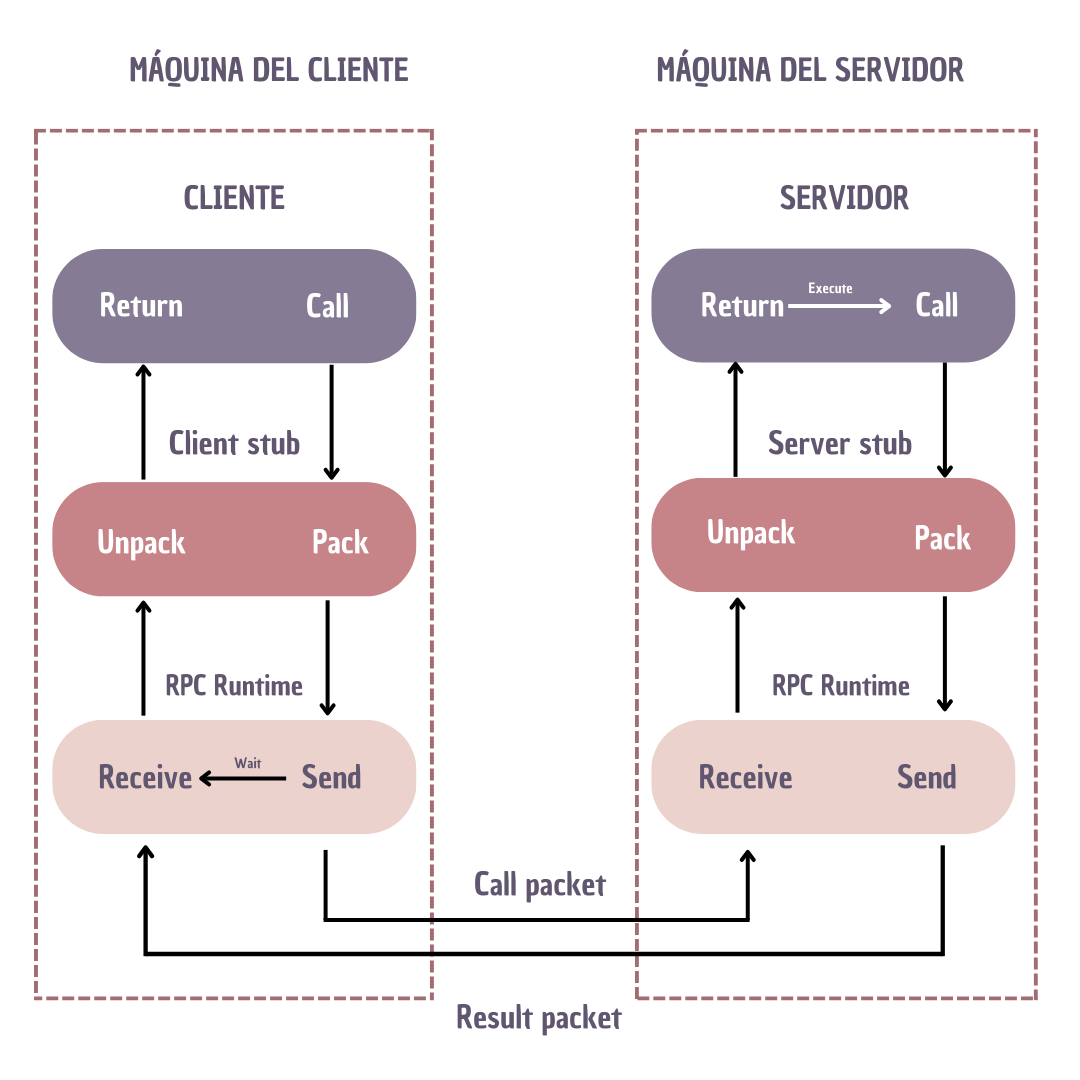 MÁQUINA DEL CLIENTE
MÁQUINA DEL SERVIDOR
CLIENTE
Return
Call
Client stub
Unpack
Pack
RPC Runtime
Receive
Wait
Send
SERVIDOR
Return
Execute
Call
Server stub
Unpack
Pack
RPC Runtime
Receive
Send
Call packet
Result packet